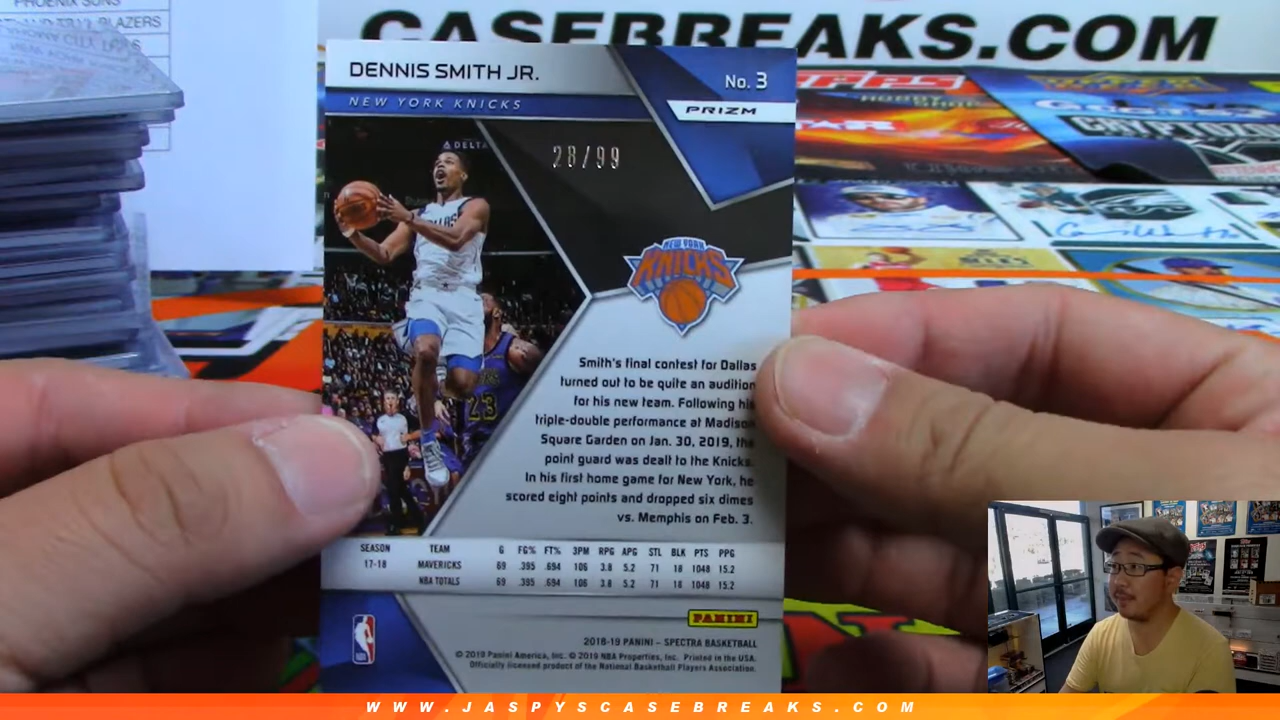 PHOENIX SUNS
CASEBREAKS.COM
DENNIS SMITH JR.
No. 3
NEW YORK KNICKS
PRIZM
DELTA
28/99
NEW YORK
KNICKS
Smith's final contest for Dallas
turned out to be quite an audition
for his new team. Following his
triple-double performance at Madison
Square Garden on Jan. 30, 2019, the
point guard was dealt to the Knicks.
In his first home game for New York, he
scored eight points and dropped six dimes
vs. Memphis on Feb. 3.
23
SEASON TEAM G FG% FT% 3PM RPG APG STL BLK PTS PPG
17-18 MAVERICKS 69 .395 .694 106 3.8 5.2 71 18 1048 15.2
NBA TOTALS 69 .395 .694 106 3.8 5.2 71 18 1048 15.2
PANINI
2018-19 PANINI – SPECTRA BASKETBALL
© 2019 Panini America, Inc. © 2019 NBA Properties, Inc. Printed in the USA.
Officially licensed product of the National Basketball Players Association.
WWW.JASPYSCASEBREAKS.COM